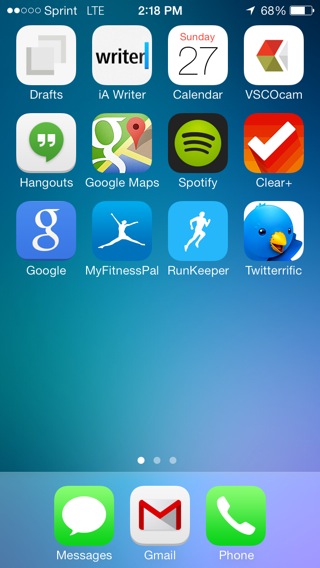 Sprint LTE 2:18 PM 68%
writer Sunday
27
Drafts iA Writer Calendar VSCOcam
Hangouts Google Maps Spotify Clear+
Google MyFitnessPal RunKeeper Twitterrific
Messages Gmail Phone